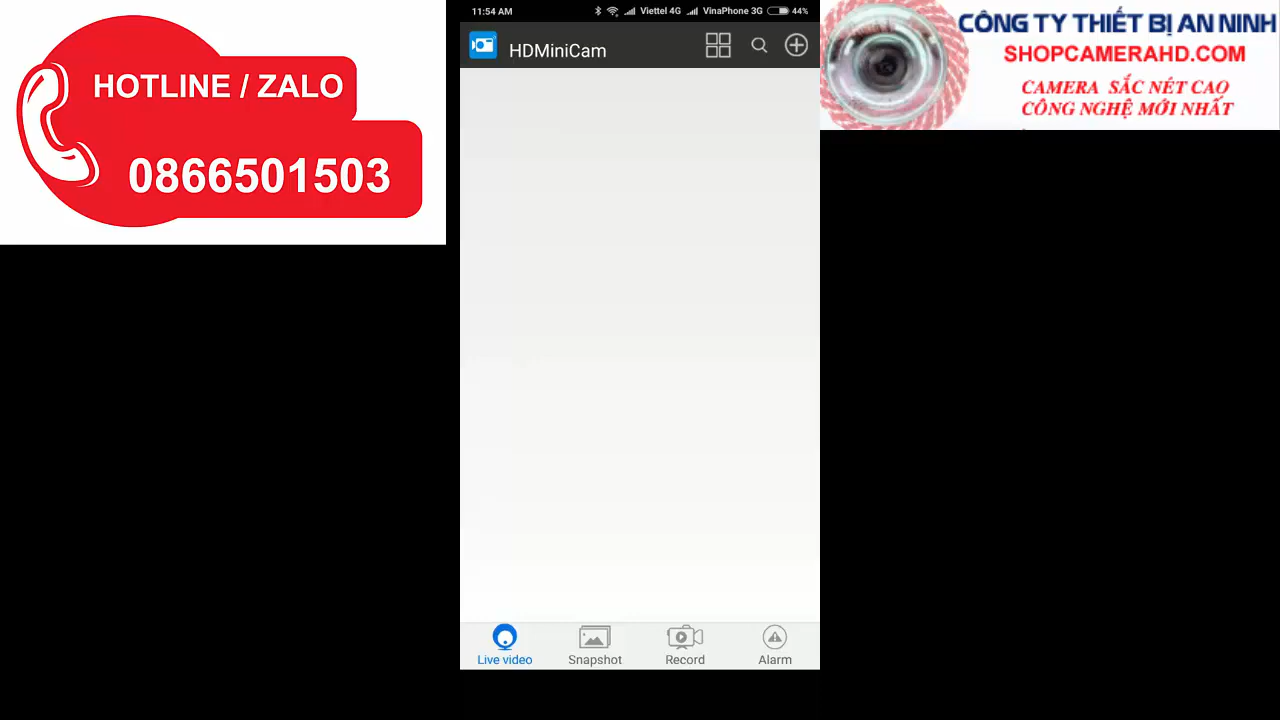 HOTLINE / ZALO
0866501503
11:54 AM
Viettel 4G
VinaPhone 3G
44%
HDMiniCam
Live video
Snapshot
Record
Alarm
CÔNG TY THIẾT BỊ AN NINH
SHOPCAMERAHD.COM
CAMERA SẮC NÉT CAO
CÔNG NGHỆ MỚI NHẤT